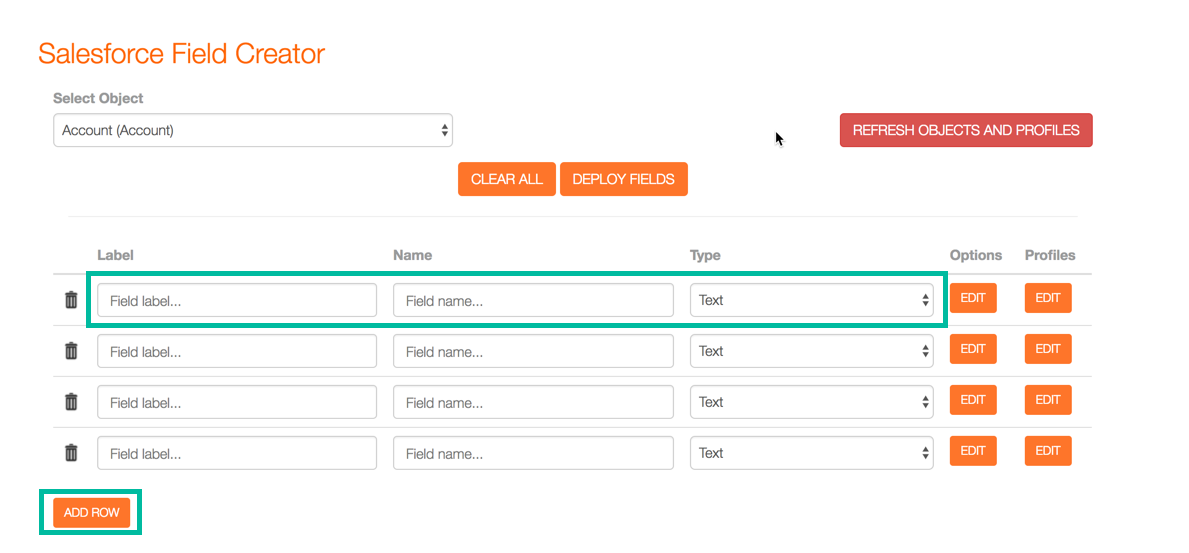 Salesforce Field Creator
Select Object
Account (Account)
REFRESH OBJECTS AND PROFILES
CLEAR ALL DEPLOY FIELDS
Label Name Type Options Profiles
Field label... Field name... Text EDIT EDIT
Field label... Field name... Text EDIT EDIT
Field label... Field name... Text EDIT EDIT
Field label... Field name... Text EDIT EDIT
ADD ROW